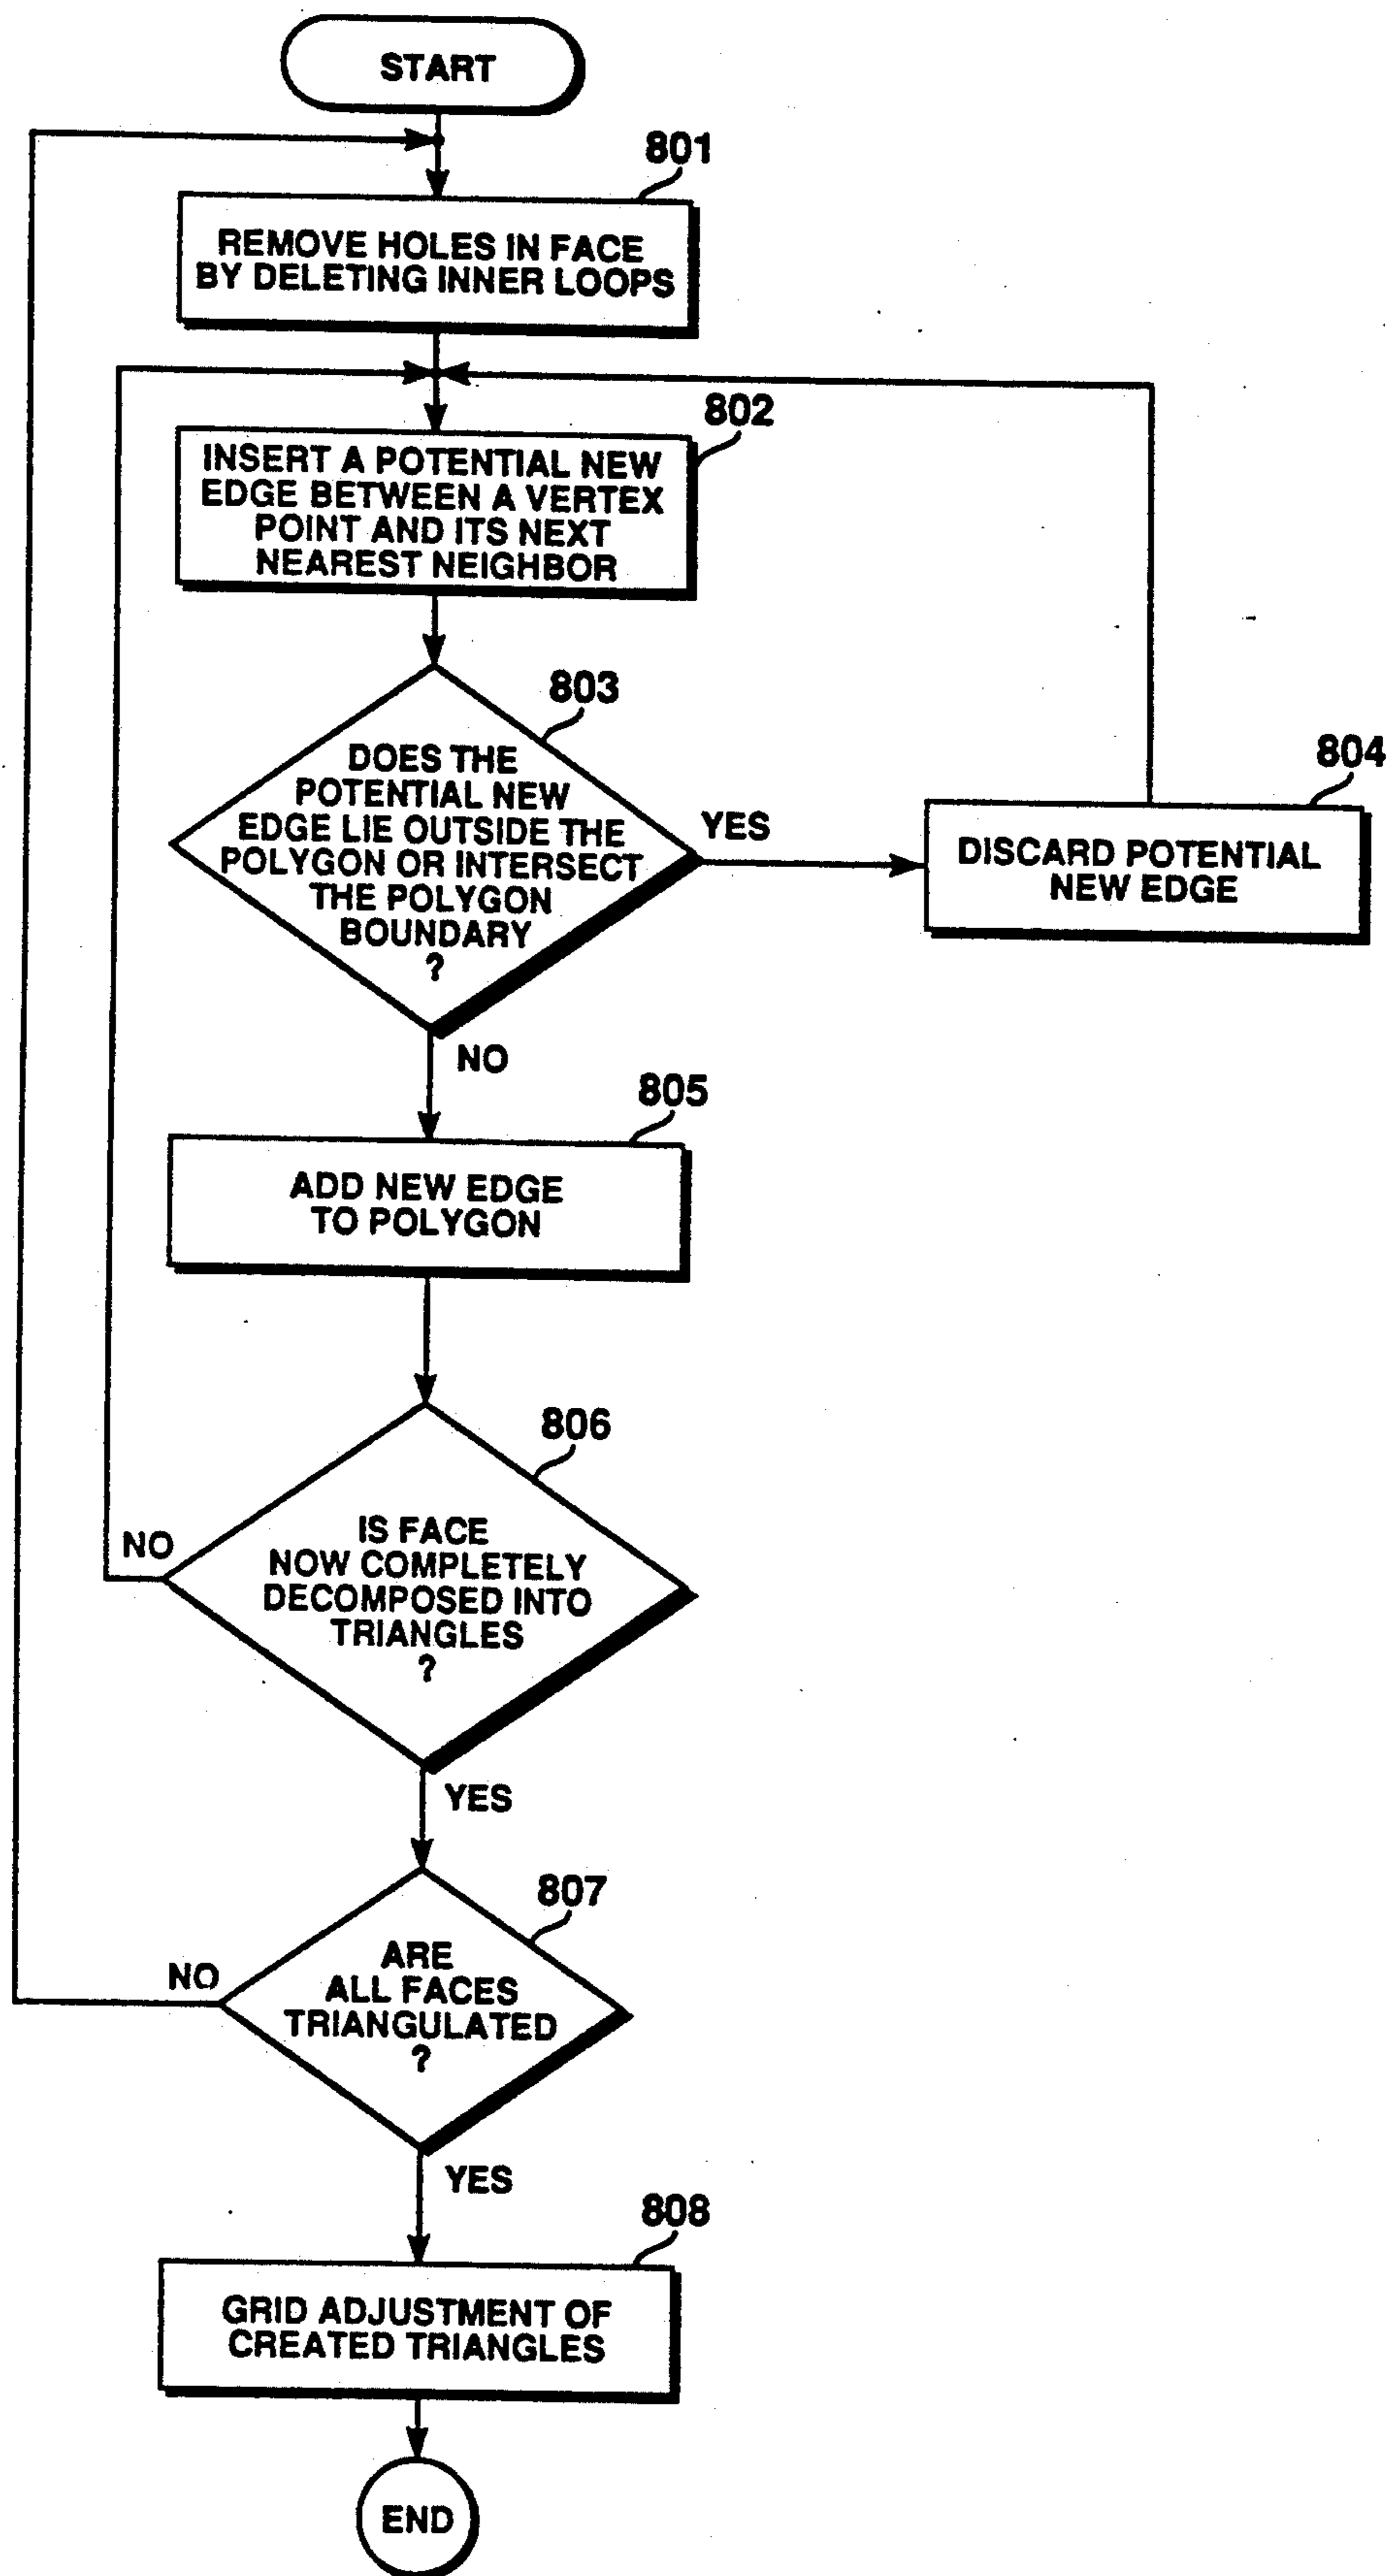 START
801
REMOVE HOLES IN FACE
BY DELETING INNER LOOPS
802
INSERT A POTENTIAL NEW
EDGE BETWEEN A VERTEX
POINT AND ITS NEXT
NEAREST NEIGHBOR
803
DOES THE
POTENTIAL NEW
EDGE LIE OUTSIDE THE
POLYGON OR INTERSECT
THE POLYGON
BOUNDARY
?
YES
804
DISCARD POTENTIAL
NEW EDGE
NO
805
ADD NEW EDGE
TO POLYGON
806
IS FACE
NOW COMPLETELY
DECOMPOSED INTO
TRIANGLES
?
NO
YES
807
ARE
ALL FACES
TRIANGULATED
?
NO
YES
808
GRID ADJUSTMENT OF
CREATED TRIANGLES
END